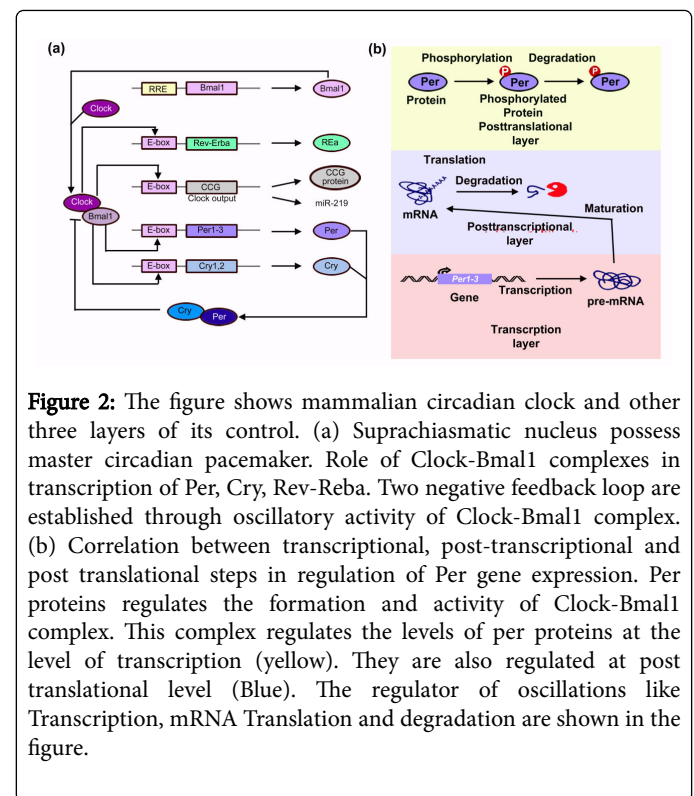 (a)
RRE
Bmal1
Bmal1
Clock
E-box
Rev-Erba
REa
E-box
CCG
Clock output
CCG
protein
miR-219
Clock
Bmal1
E-box
Per1-3
Per
E-box
Cry1,2
Cry
Cry
Per
(b)
Phosphorylation
Degradation
Per
P
Per
P
Per
Protein
Phosphorylated
Protein
Posttranslational
layer
Translation
Degradation
mRNA
Maturation
Posttranscriptional
layer
Per1-3
Gene
Transcription
pre-mRNA
Transcrption
layer
Figure 2: The figure shows mammalian circadian clock and other
three layers of its control. (a) Suprachiasmatic nucleus possess
master circadian pacemaker. Role of Clock-Bmal1 complexes in
transcription of Per, Cry, Rev-Reba. Two negative feedback loop are
established through oscillatory activity of Clock-Bmal1 complex.
(b) Correlation between transcriptional, post-transcriptional and
post translational steps in regulation of Per gene expression. Per
proteins regulates the formation and activity of Clock-Bmal1
complex. This complex regulates the levels of per proteins at the
level of transcription (yellow). They are also regulated at post
translational level (Blue). The regulator of oscillations like
Transcription, mRNA Translation and degradation are shown in the
figure.